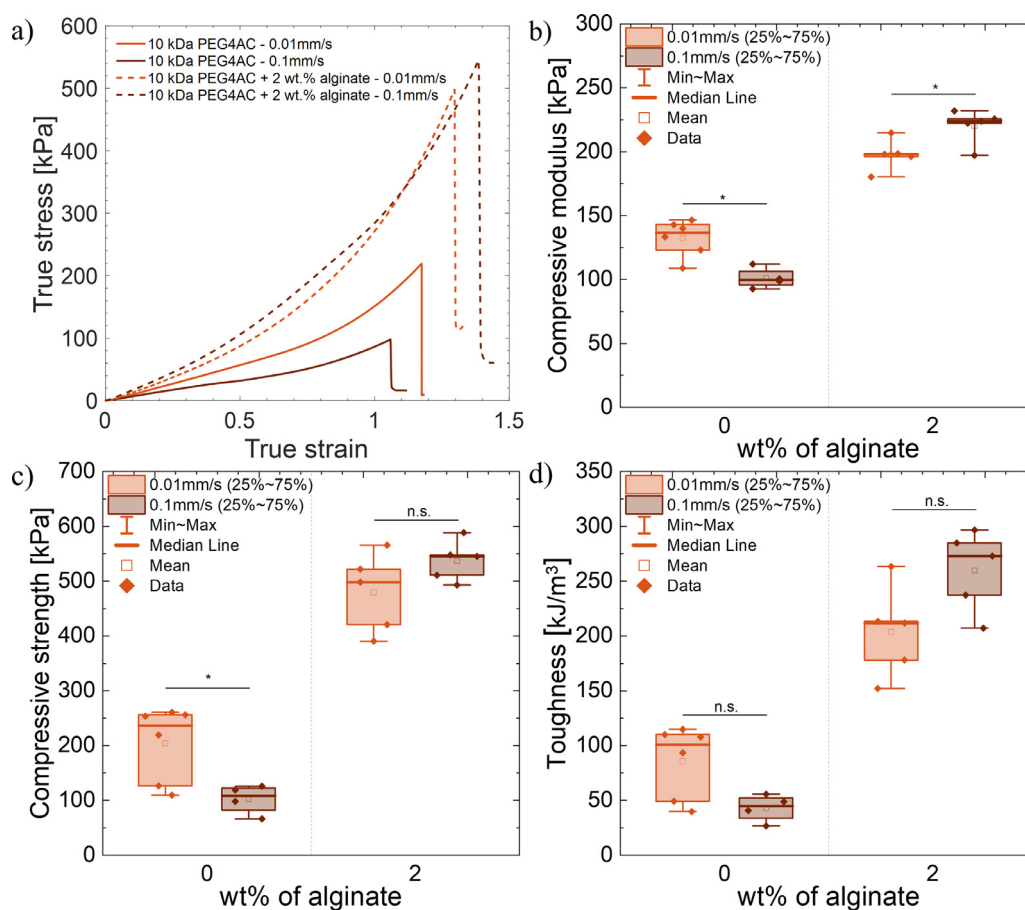 a)
600
500
400
300
200
100
0
True stress [kPa]
10 kDa PEG4AC - 0.01mm/s
10 kDa PEG4AC - 0.1mm/s
10 kDa PEG4AC + 2 wt.% alginate - 0.01mm/s
10 kDa PEG4AC + 2 wt.% alginate - 0.1mm/s
0 0.5 1 1.5
True strain
b)
300
250
200
150
100
50
0
Compressive modulus [kPa]
0.01mm/s (25%~75%)
0.1mm/s (25%~75%)
Min~Max
Median Line
Mean
Data
*
*
0 2
wt% of alginate
c)
700
600
500
400
300
200
100
0
Compressive strength [kPa]
0.01mm/s (25%~75%)
0.1mm/s (25%~75%)
Min~Max
Median Line
Mean
Data
n.s.
*
0 2
wt% of alginate
d)
350
300
250
200
150
100
50
0
Toughness [kJ/m³]
0.01mm/s (25%~75%)
0.1mm/s (25%~75%)
Min~Max
Median Line
Mean
Data
n.s.
n.s.
0 2
wt% of alginate